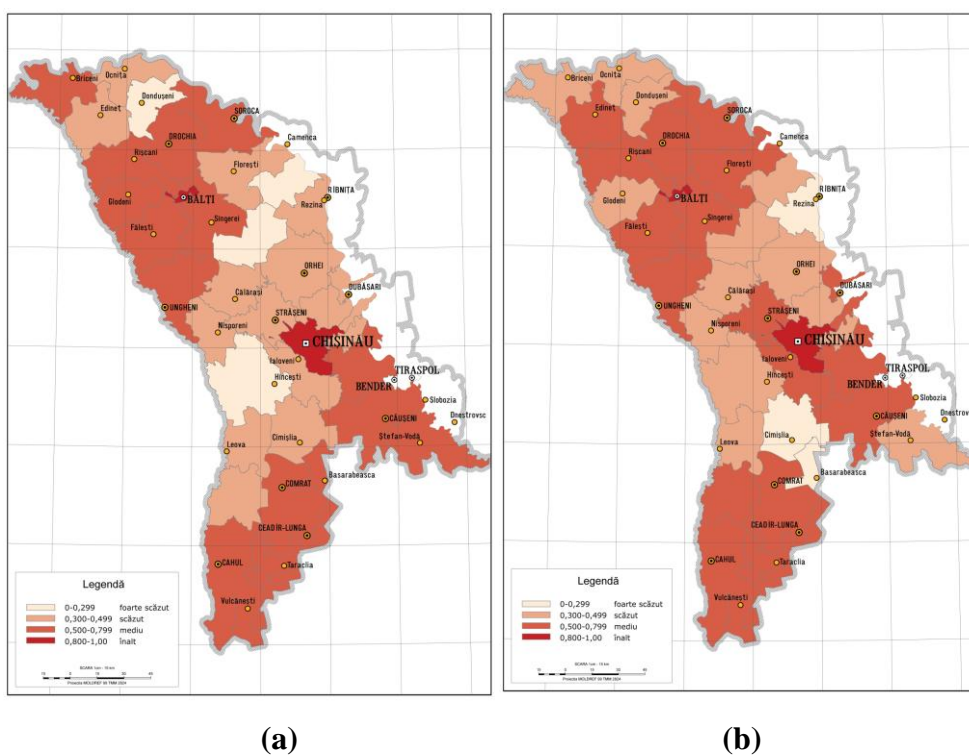 Ocnița
Briceni
Dondușeni
Edineț
SOROCA
DROCHIA
Camenca
Rîșcani
Florești
Glodeni
BĂLȚI
RÎBNIȚA
Rezina
Sîngerei
Fălești
ORHEI
Călărași
DUBĂSARI
UNGHENI
STRĂȘENI
Nisporeni
CHIȘINĂU
Ialoveni
TIRASPOL
Hîncești
BENDER
Slobozia
CĂUȘENI
Dnestrovsc
Leova
Cimișlia
Ștefan-Vodă
Basarabeasca
COMRAT
CEADÎR-LUNGA
CAHUL
Taraclia
Vulcănești
Legendă
0-0,299 foarte scăzut
0,300-0,499 scăzut
0,500-0,799 mediu
0,800-1,00 înalt
(a)
Ocnița
Briceni
Dondușeni
Edineț
SOROCA
DROCHIA
Camenca
Rîșcani
Florești
Glodeni
BĂLȚI
RÎBNIȚA
Rezina
Sîngerei
Fălești
ORHEI
Călărași
DUBĂSARI
UNGHENI
STRĂȘENI
Nisporeni
CHIȘINĂU
Ialoveni
TIRASPOL
Hîncești
BENDER
Slobozia
CĂUȘENI
Dnestrovsc
Leova
Cimișlia
Ștefan-Vodă
Basarabeasca
COMRAT
CEADÎR-LUNGA
CAHUL
Taraclia
Vulcănești
Legendă
0-0,299 foarte scăzut
0,300-0,499 scăzut
0,500-0,799 mediu
0,800-1,00 înalt
(b)